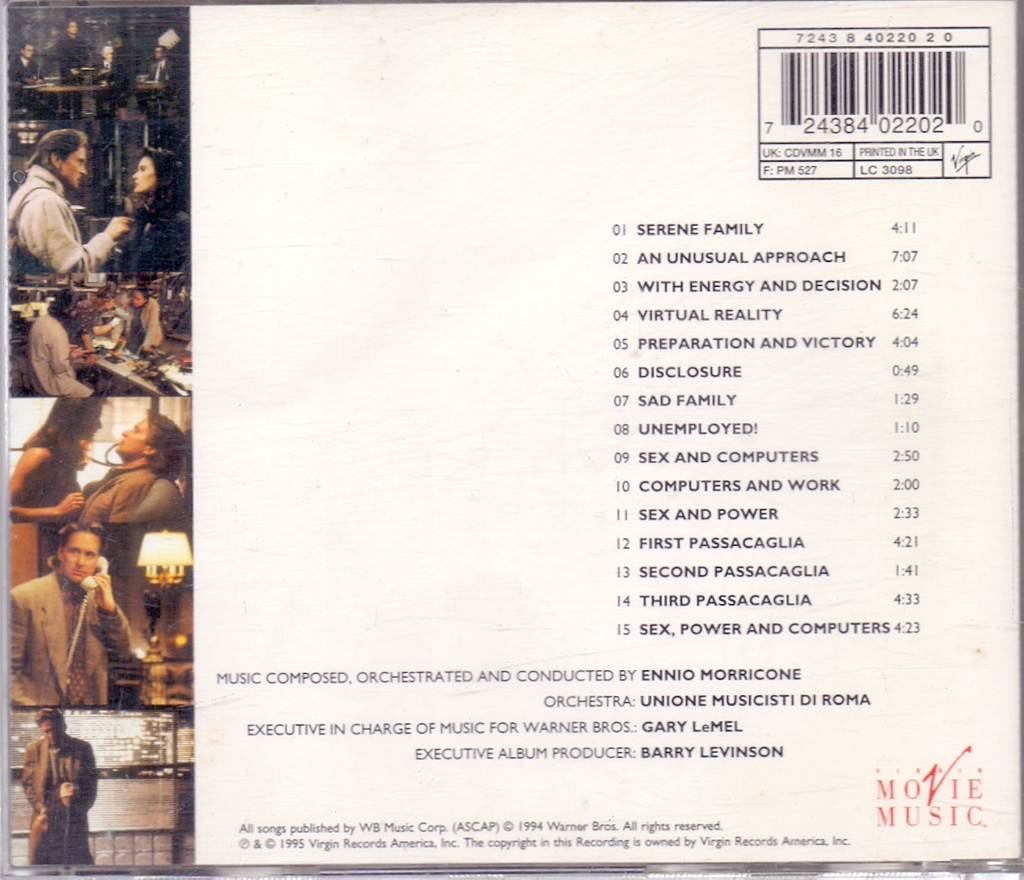 7243 8 40220 2 0
7 24384 02202 0
UK: CDVMM 16 PRINTED IN THE UK Virgin
F: PM 527 LC 3098
01 SERENE FAMILY 4:11
02 AN UNUSUAL APPROACH 7:07
03 WITH ENERGY AND DECISION 2:07
04 VIRTUAL REALITY 6:24
05 PREPARATION AND VICTORY 4:04
06 DISCLOSURE 0:49
07 SAD FAMILY 1:29
08 UNEMPLOYED! 1:10
09 SEX AND COMPUTERS 2:50
10 COMPUTERS AND WORK 2:00
11 SEX AND POWER 2:33
12 FIRST PASSACAGLIA 4:21
13 SECOND PASSACAGLIA 1:41
14 THIRD PASSACAGLIA 4:33
15 SEX, POWER AND COMPUTERS 4:23
MUSIC COMPOSED, ORCHESTRATED AND CONDUCTED BY ENNIO MORRICONE
ORCHESTRA: UNIONE MUSICISTI DI ROMA
EXECUTIVE IN CHARGE OF MUSIC FOR WARNER BROS.: GARY LeMEL
EXECUTIVE ALBUM PRODUCER: BARRY LEVINSON
VIRGIN
MOVIE
MUSIC
All songs published by WB Music Corp. (ASCAP) © 1994 Warner Bros. All rights reserved.
℗ & © 1995 Virgin Records America, Inc. The copyright in this Recording is owned by Virgin Records America, Inc.